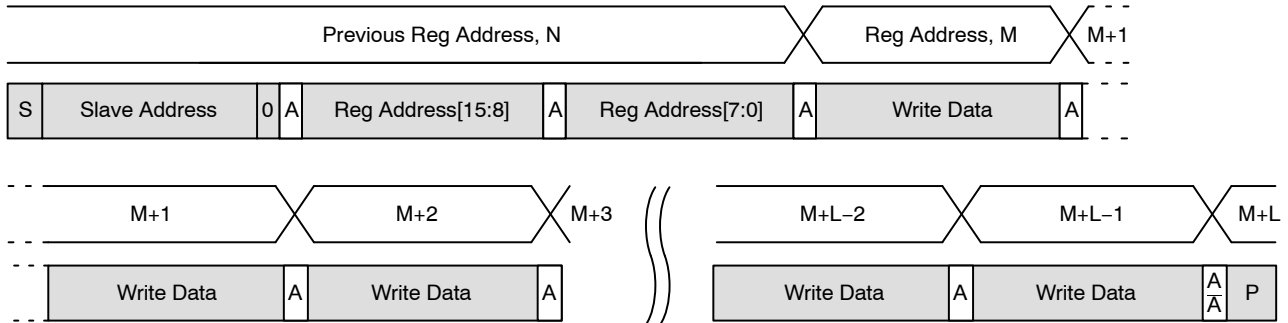 Previous Reg Address, N Reg Address, M M+1
S Slave Address 0 A Reg Address[15:8] A Reg Address[7:0] A Write Data A
M+1 M+2 M+3 M+L−2 M+L−1 M+L
Write Data A Write Data A Write Data A Write Data A P
A̅